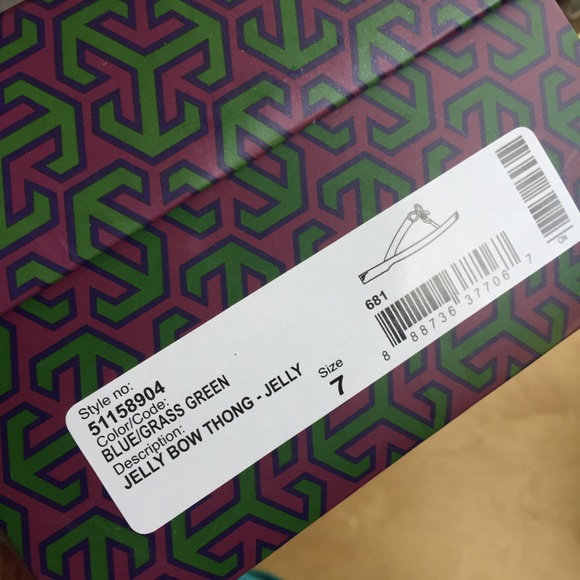 Style no:
51158904
Color/Code:
BLUE/GRASS GREEN
Description:
JELLY BOW THONG - JELLY
Size
7
681
8 88736 37706 7